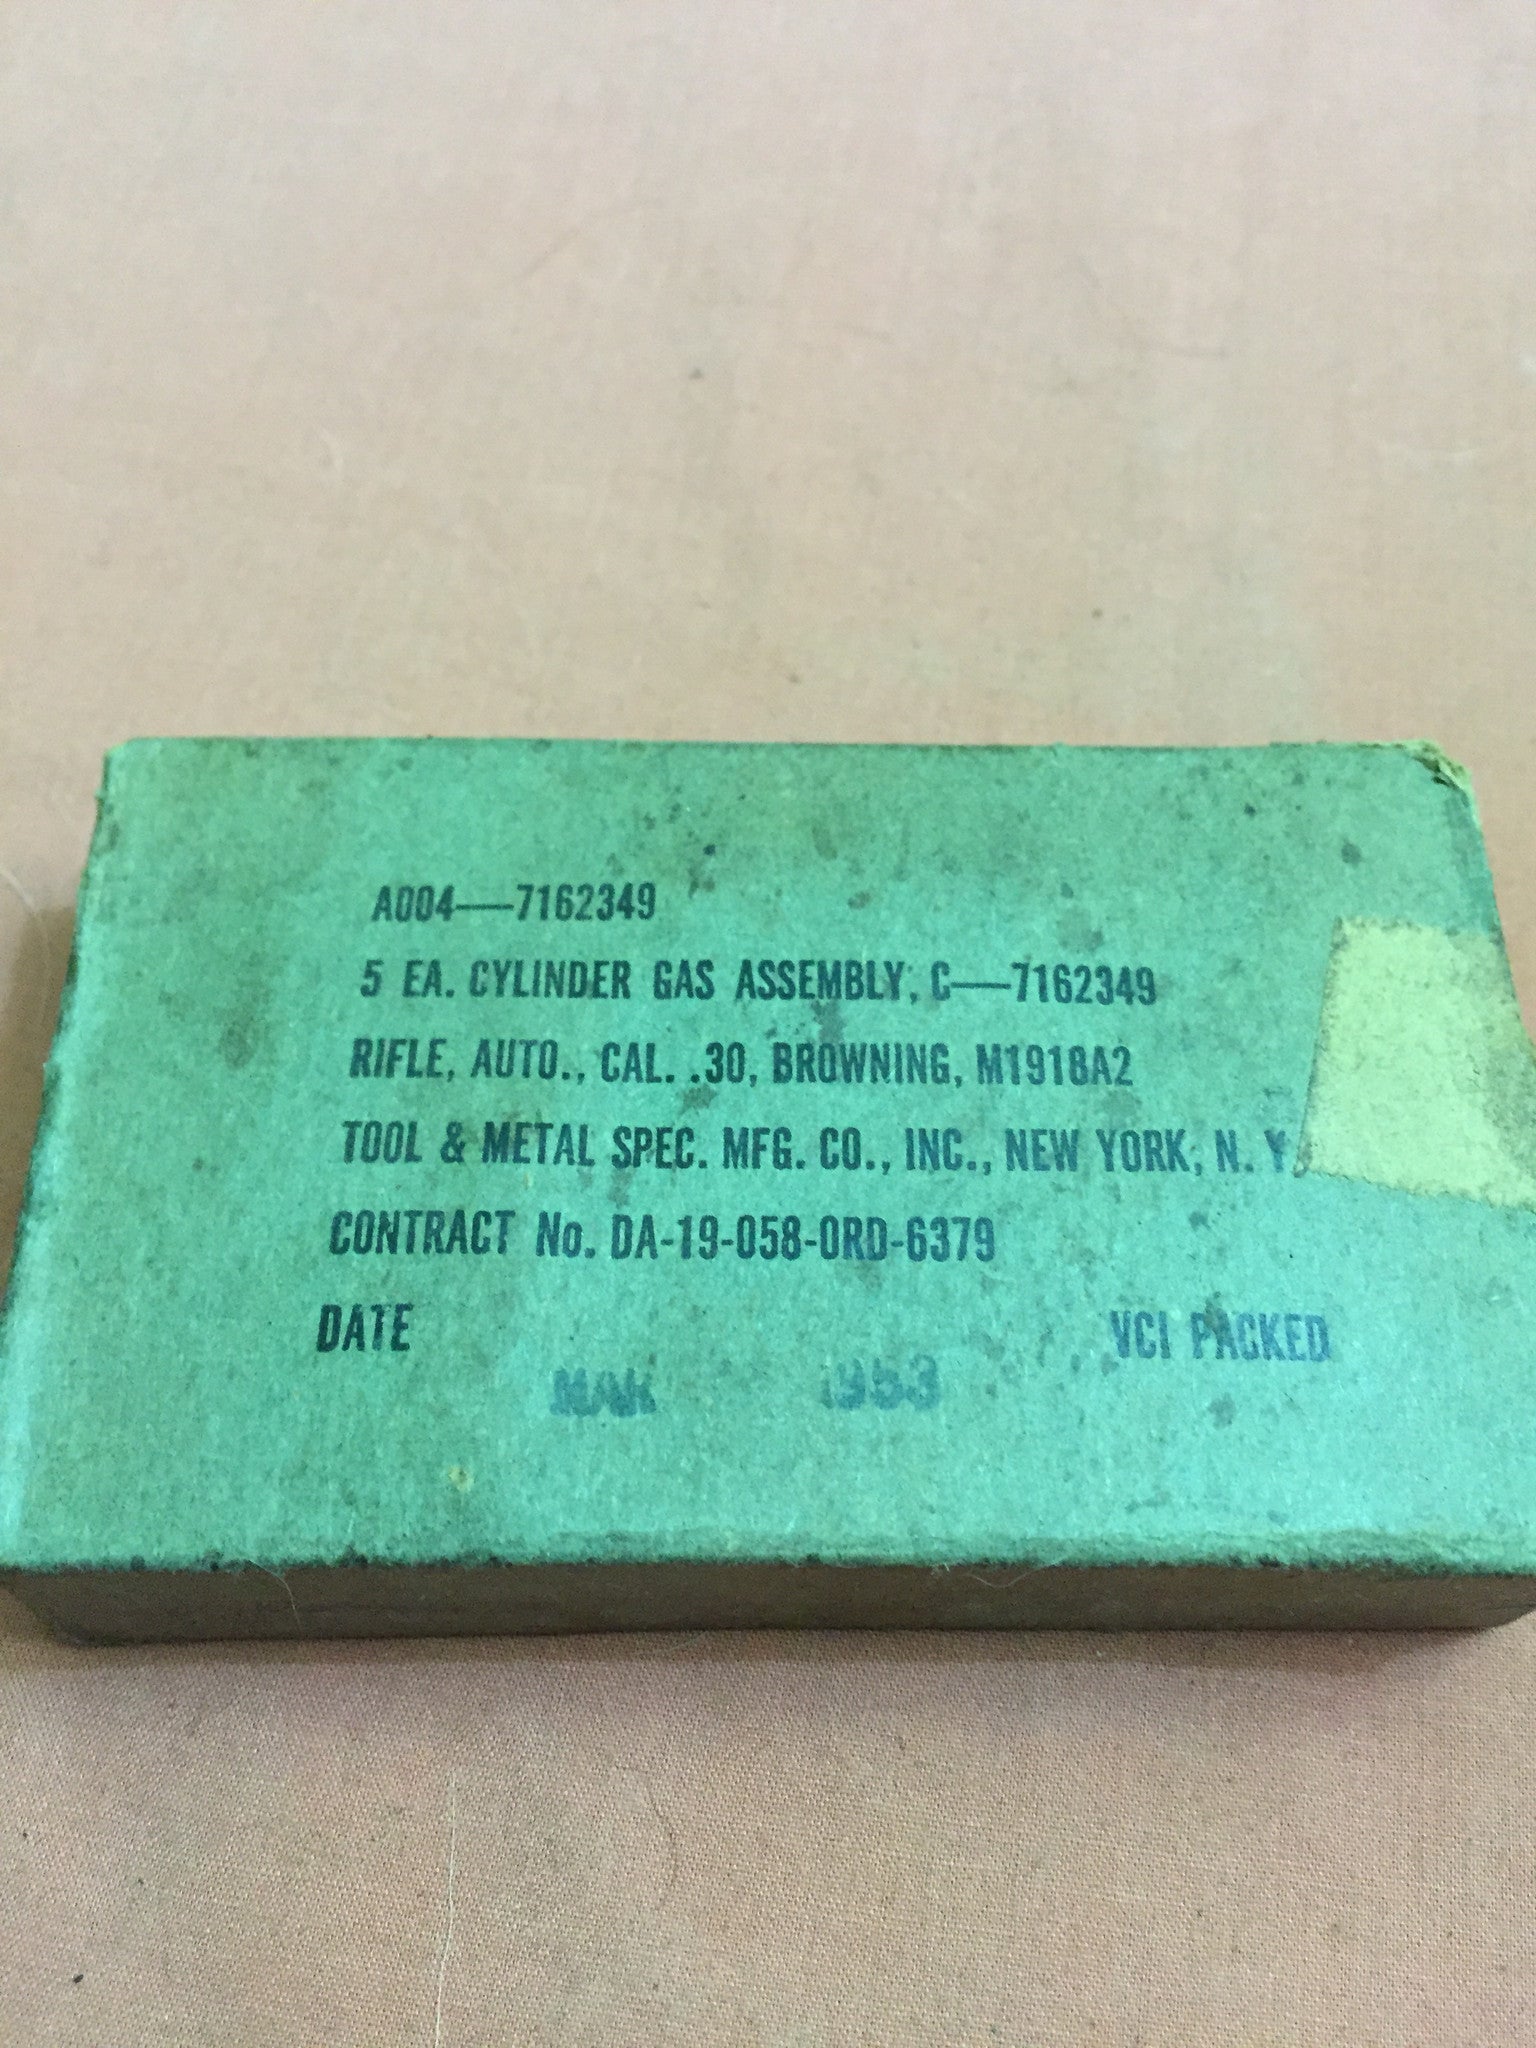 A004—7162349
5 EA. CYLINDER GAS ASSEMBLY, C—7162349
RIFLE, AUTO., CAL. .30, BROWNING, M1918A2
TOOL & METAL SPEC. MFG. CO., INC., NEW YORK, N. Y.
CONTRACT No. DA-19-058-ORD-6379
DATE VCI PACKED
MAR 1953